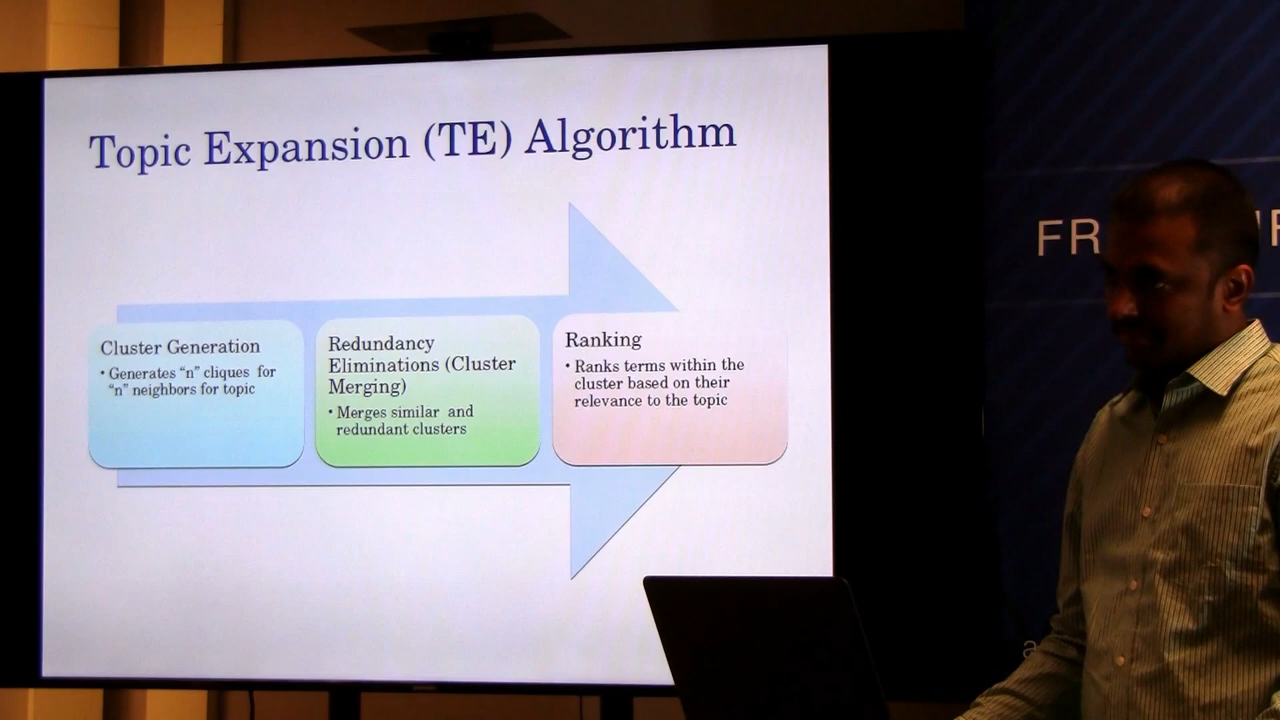 Topic Expansion (TE) Algorithm
Cluster Generation
• Generates “n” cliques for
“n” neighbors for topic
Redundancy
Eliminations (Cluster
Merging)
• Merges similar and
redundant clusters
Ranking
• Ranks terms within the
cluster based on their
relevance to the topic